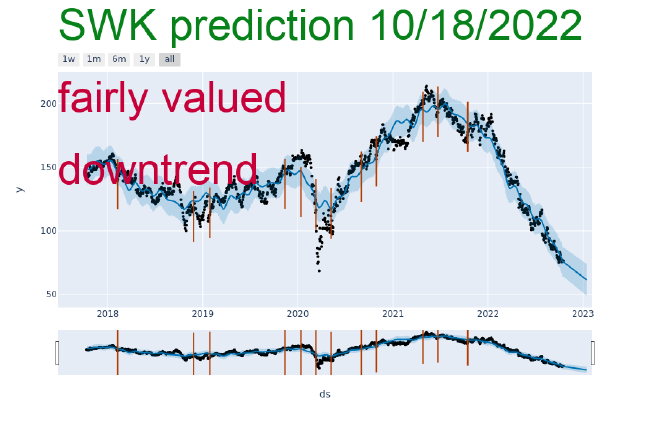 SWK prediction 10/18/2022
1w 1m 6m 1y all
fairly valued
downtrend
200
150
100
50
y
2018 2019 2020 2021 2022 2023
ds